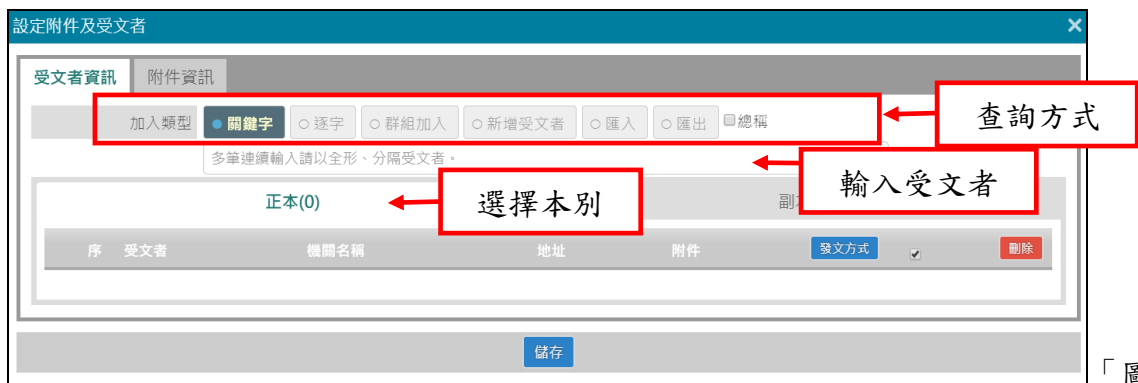 設定附件及受文者
受文者資訊 附件資訊
加入類型 關鍵字 逐字 群組加入 新增受文者 匯入 匯出 總稱
查詢方式
多筆連續輸入請以全形、分隔受文者。
輸入受文者
正本(0) 選擇本別 副
序 受文者 機關名稱 地址 附件 發文方式 刪除
儲存
「圖